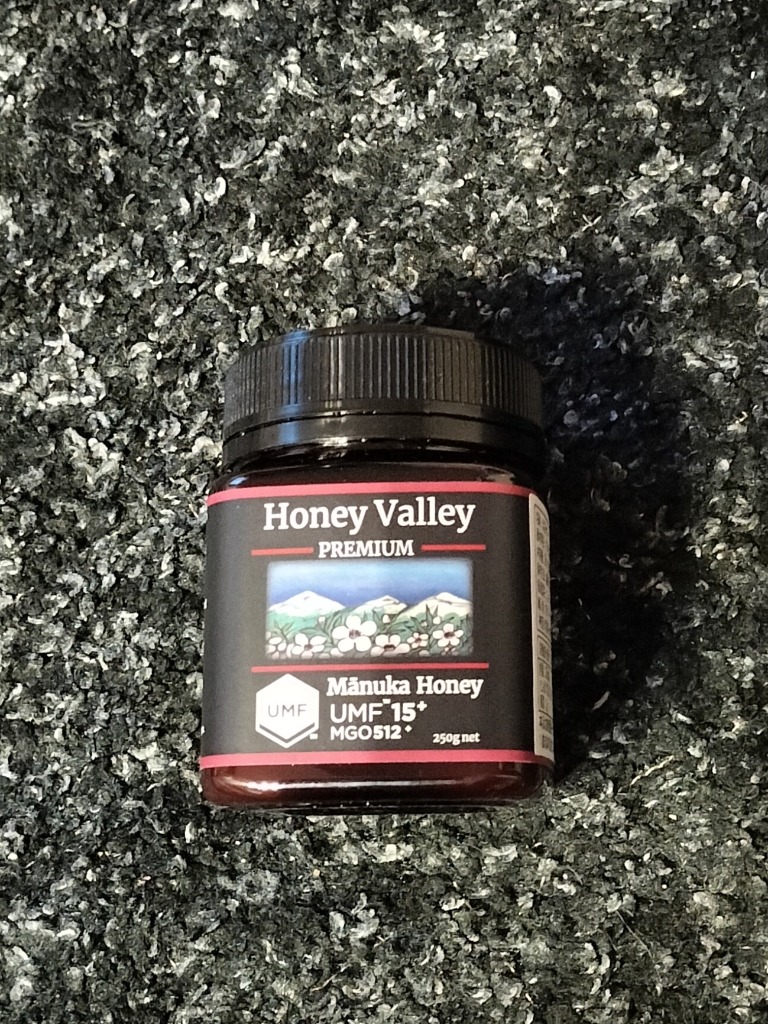 Honey Valley
PREMIUM
Mānuka Honey
UMF
UMF™15+
MGO512+
250g net